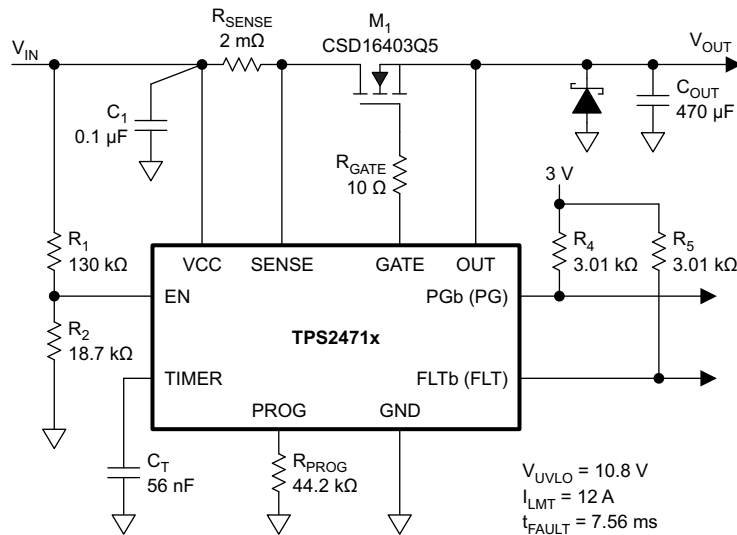 R_SENSE
2 mΩ
M_1
CSD16403Q5
V_IN
V_OUT
C_1
0.1 µF
C_OUT
470 µF
R_GATE
10 Ω
3 V
R_1
130 kΩ
R_4
3.01 kΩ
R_5
3.01 kΩ
VCC
SENSE
GATE
OUT
EN
PGb (PG)
R_2
18.7 kΩ
TPS2471x
TIMER
FLTb (FLT)
PROG
GND
C_T
56 nF
R_PROG
44.2 kΩ
V_UVLO = 10.8 V
I_LMT = 12 A
t_FAULT = 7.56 ms